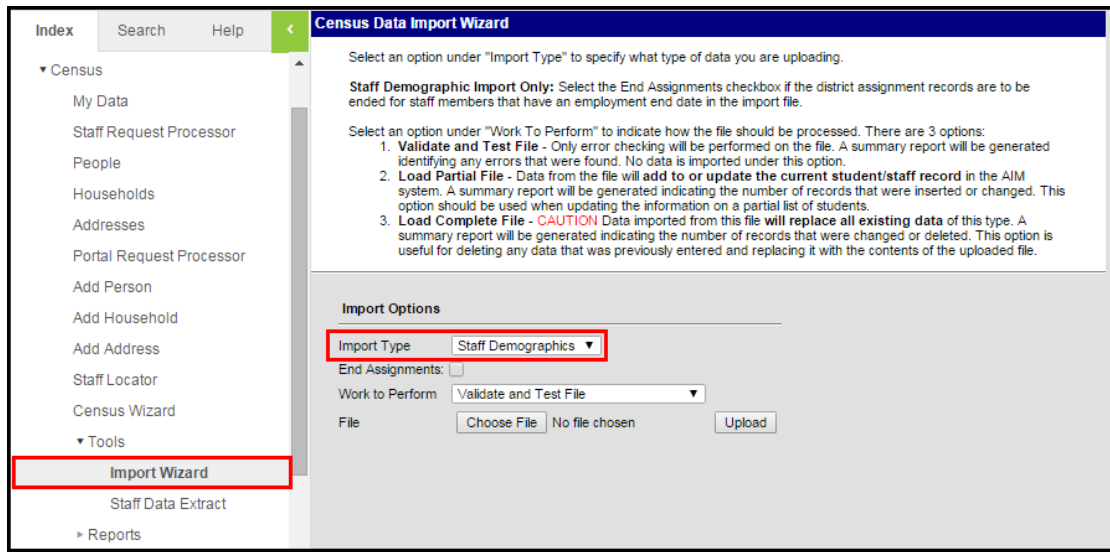 Index Search Help
Census
My Data
Staff Request Processor
People
Households
Addresses
Portal Request Processor
Add Person
Add Household
Add Address
Staff Locator
Census Wizard
Tools
Import Wizard
Staff Data Extract
Reports
Census Data Import Wizard
Select an option under "Import Type" to specify what type of data you are uploading.
Staff Demographic Import Only: Select the End Assignments checkbox if the district assignment records are to be
ended for staff members that have an employment end date in the import file.
Select an option under "Work To Perform" to indicate how the file should be processed. There are 3 options:
1. Validate and Test File - Only error checking will be performed on the file. A summary report will be generated
identifying any errors that were found. No data is imported under this option.
2. Load Partial File - Data from the file will add to or update the current student/staff record in the AIM
system. A summary report will be generated indicating the number of records that were inserted or changed. This
option should be used when updating the information on a partial list of students.
3. Load Complete File - CAUTION Data imported from this file will replace all existing data of this type. A
summary report will be generated indicating the number of records that were changed or deleted. This option is
useful for deleting any data that was previously entered and replacing it with the contents of the uploaded file.
Import Options
Import Type Staff Demographics
End Assignments:
Work to Perform Validate and Test File
File Choose File No file chosen Upload